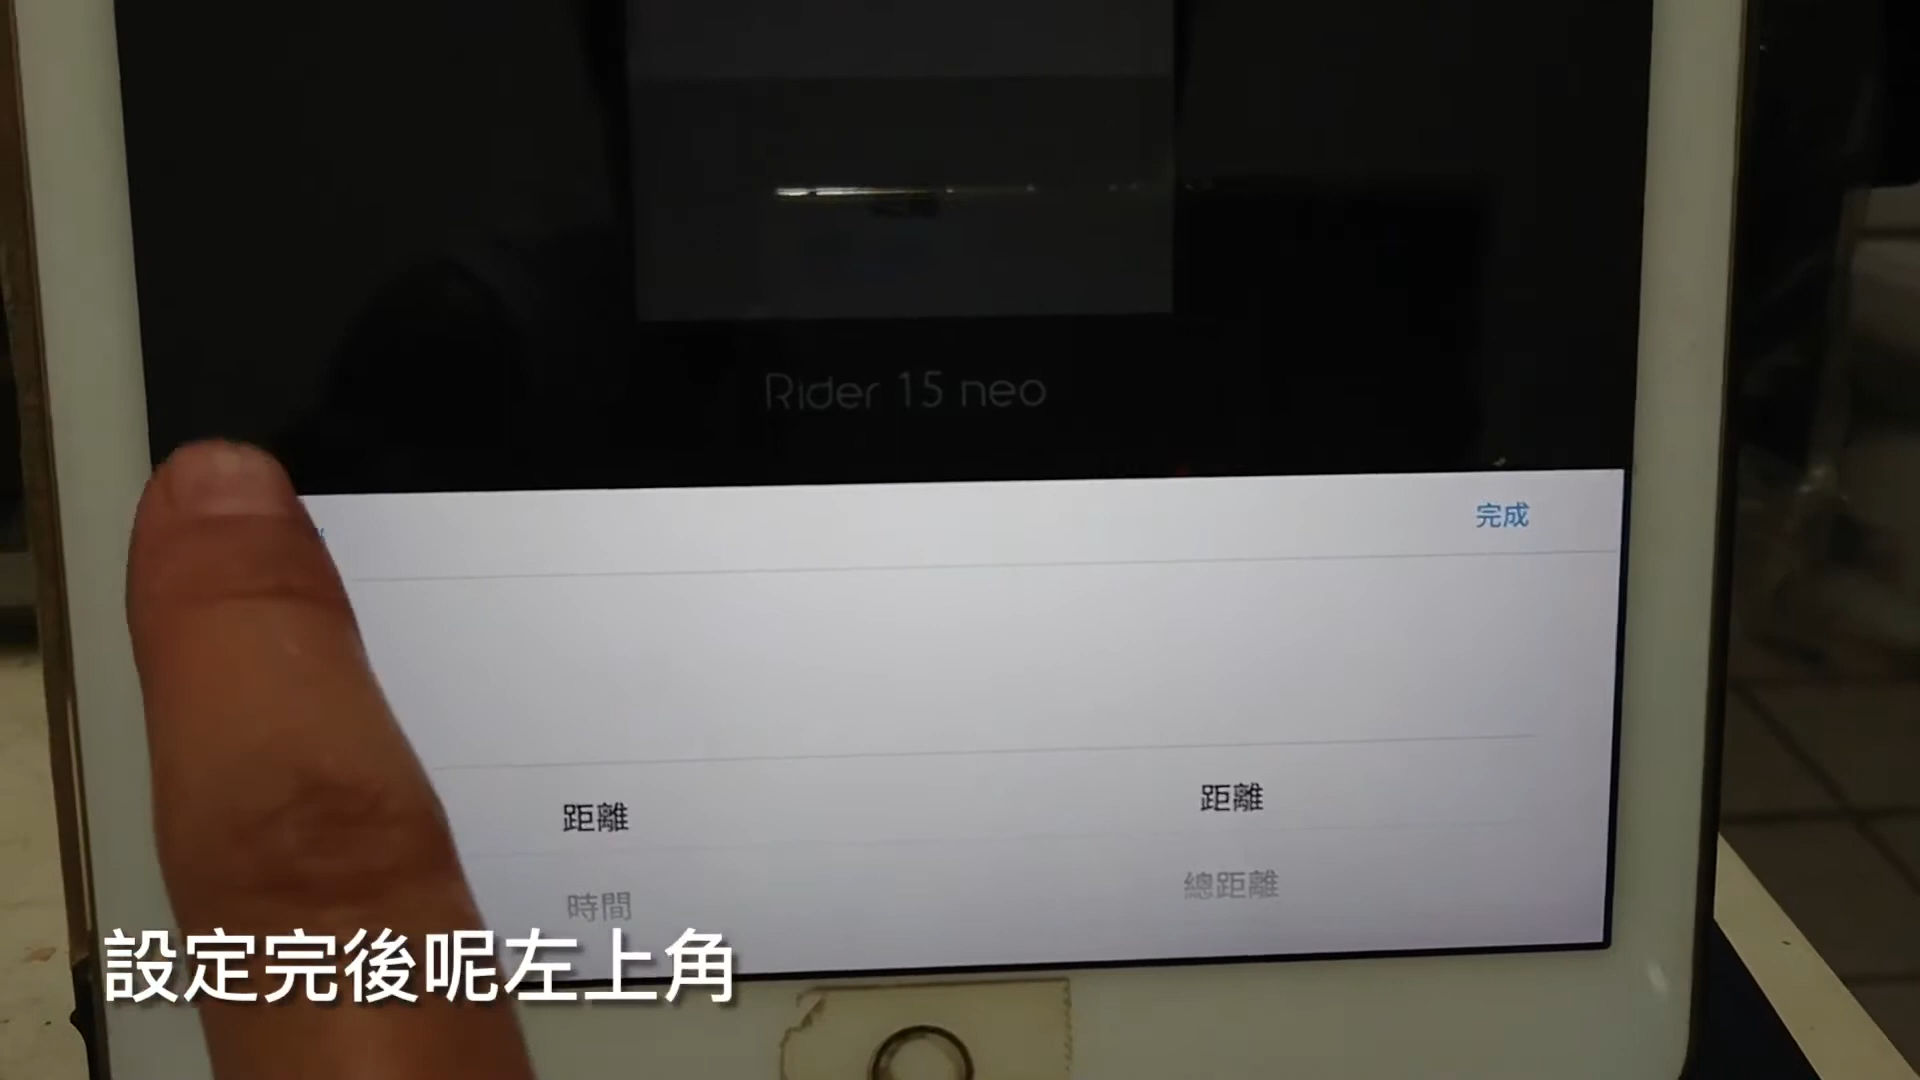 Rider 15 neo
完成
距離 距離
時間 總距離
設定完後呢左上角